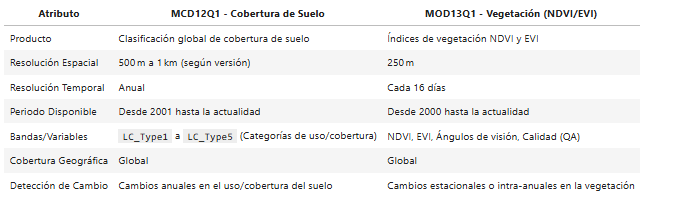 Atributo MCD12Q1 - Cobertura de Suelo MOD13Q1 - Vegetación (NDVI/EVI)
Producto Clasificación global de cobertura de suelo Índices de vegetación NDVI y EVI
Resolución Espacial 500 m a 1 km (según versión) 250 m
Resolución Temporal Anual Cada 16 días
Periodo Disponible Desde 2001 hasta la actualidad Desde 2000 hasta la actualidad
Bandas/Variables LC_Type1 a LC_Type5 (Categorías de uso/cobertura) NDVI, EVI, Ángulos de visión, Calidad (QA)
Cobertura Geográfica Global Global
Detección de Cambio Cambios anuales en el uso/cobertura del suelo Cambios estacionales o intra-anuales en la vegetación